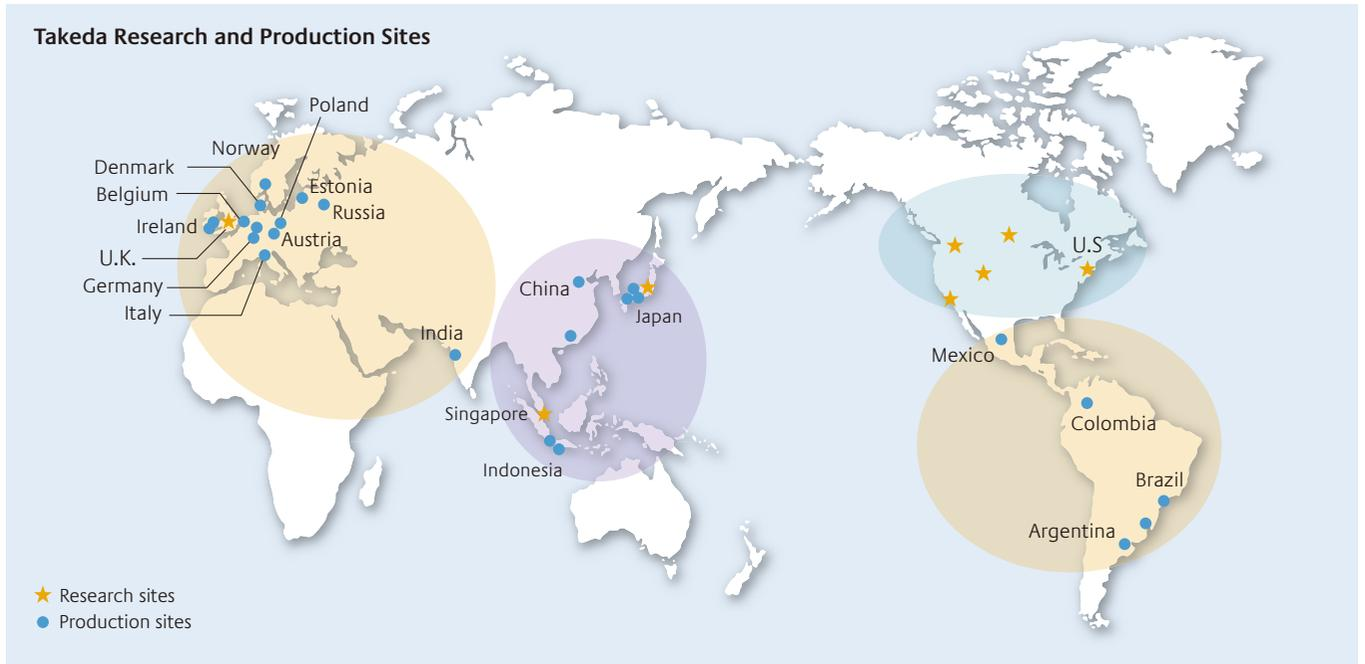 Takeda Research and Production Sites
Poland
Norway
Denmark
Belgium
Estonia
Russia
Ireland
Austria
U.K.
Germany
Italy
India
China
Japan
Singapore
Indonesia
U.S
Mexico
Colombia
Brazil
Argentina
Research sites
Production sites